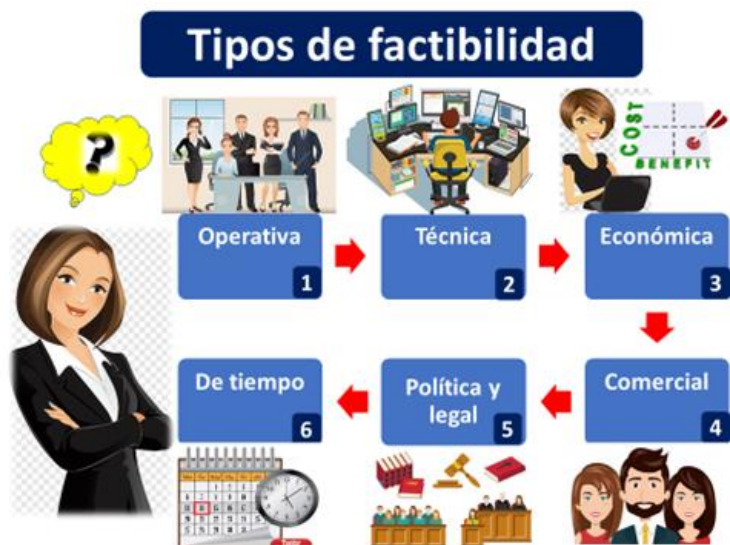 Tipos de factibilidad
?
COST
BENEFIT
Operativa
1
Técnica
2
Económica
3
De tiempo
6
Política y
legal
5
Comercial
4